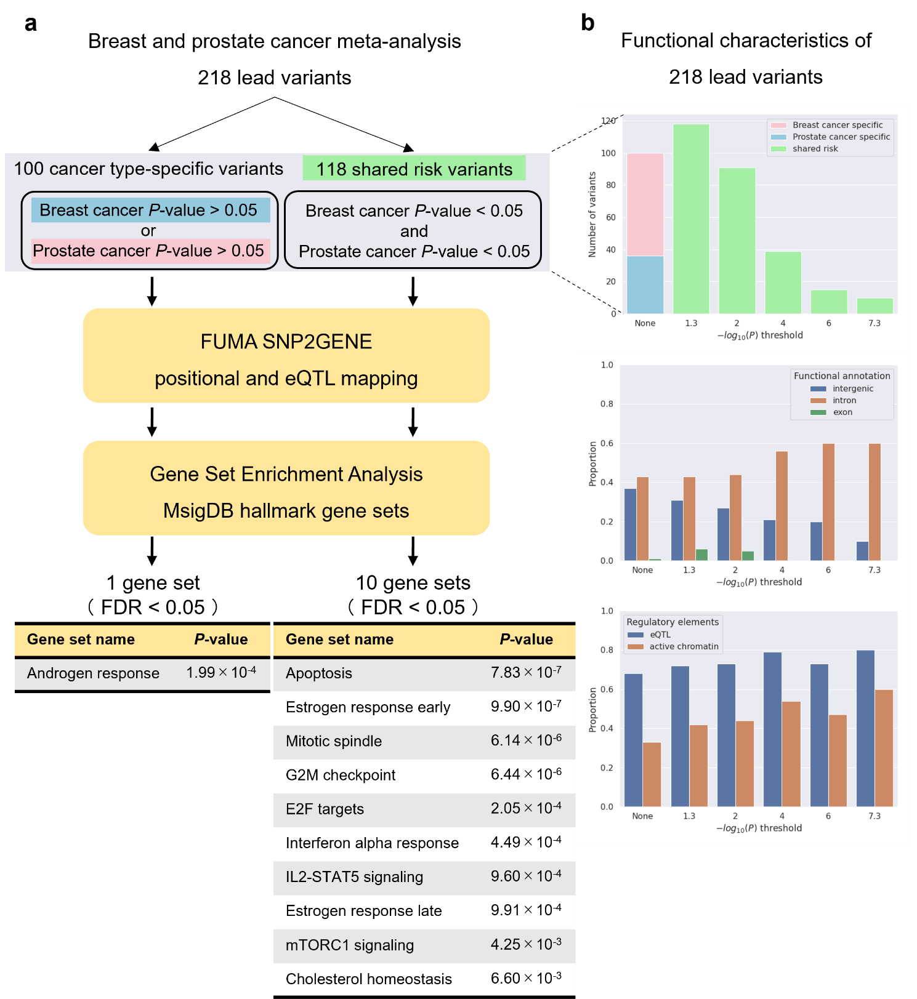 a
Breast and prostate cancer meta-analysis
218 lead variants
100 cancer type-specific variants
118 shared risk variants
Breast cancer P-value > 0.05
or
Prostate cancer P-value > 0.05
Breast cancer P-value < 0.05
and
Prostate cancer P-value < 0.05
FUMA SNP2GENE
positional and eQTL mapping
Gene Set Enrichment Analysis
MsigDB hallmark gene sets
1 gene set
( FDR < 0.05 )
10 gene sets
( FDR < 0.05 )
Gene set name P-value
Androgen response 1.99 × 10⁻⁴
Gene set name P-value
Apoptosis 7.83 × 10⁻⁷
Estrogen response early 9.90 × 10⁻⁷
Mitotic spindle 6.14 × 10⁻⁶
G2M checkpoint 6.44 × 10⁻⁶
E2F targets 2.05 × 10⁻⁴
Interferon alpha response 4.49 × 10⁻⁴
IL2-STAT5 signaling 9.60 × 10⁻⁴
Estrogen response late 9.91 × 10⁻⁴
mTORC1 signaling 4.25 × 10⁻³
Cholesterol homeostasis 6.60 × 10⁻³
b
Functional characteristics of
218 lead variants
Number of variants
120
100
80
60
40
20
0
Breast cancer specific
Prostate cancer specific
shared risk
None 1.3 2 4 6 7.3
−log₁₀(P) threshold
Proportion
1.0
0.8
0.6
0.4
0.2
0.0
Functional annotation
intergenic
intron
exon
None 1.3 2 4 6 7.3
−log₁₀(P) threshold
Proportion
1.0
0.8
0.6
0.4
0.2
0.0
Regulatory elements
eQTL
active chromatin
None 1.3 2 4 6 7.3
−log₁₀(P) threshold